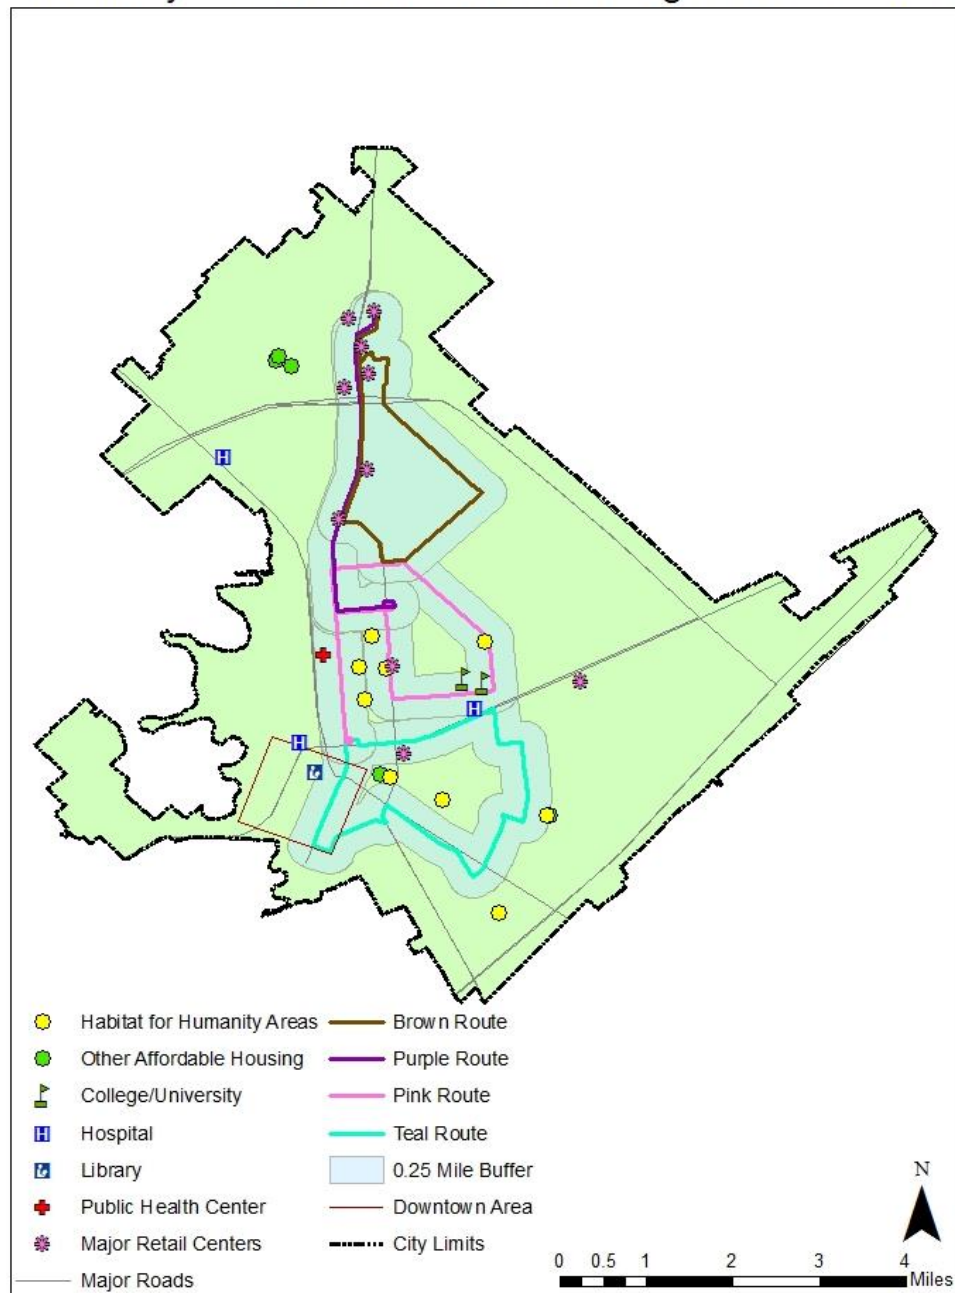 Habitat for Humanity Areas
Other Affordable Housing
College/University
Hospital
Library
Public Health Center
Major Retail Centers
Major Roads
Brown Route
Purple Route
Pink Route
Teal Route
0.25 Mile Buffer
Downtown Area
City Limits
N
0 0.5 1 2 3 4
Miles
H
H
H
H